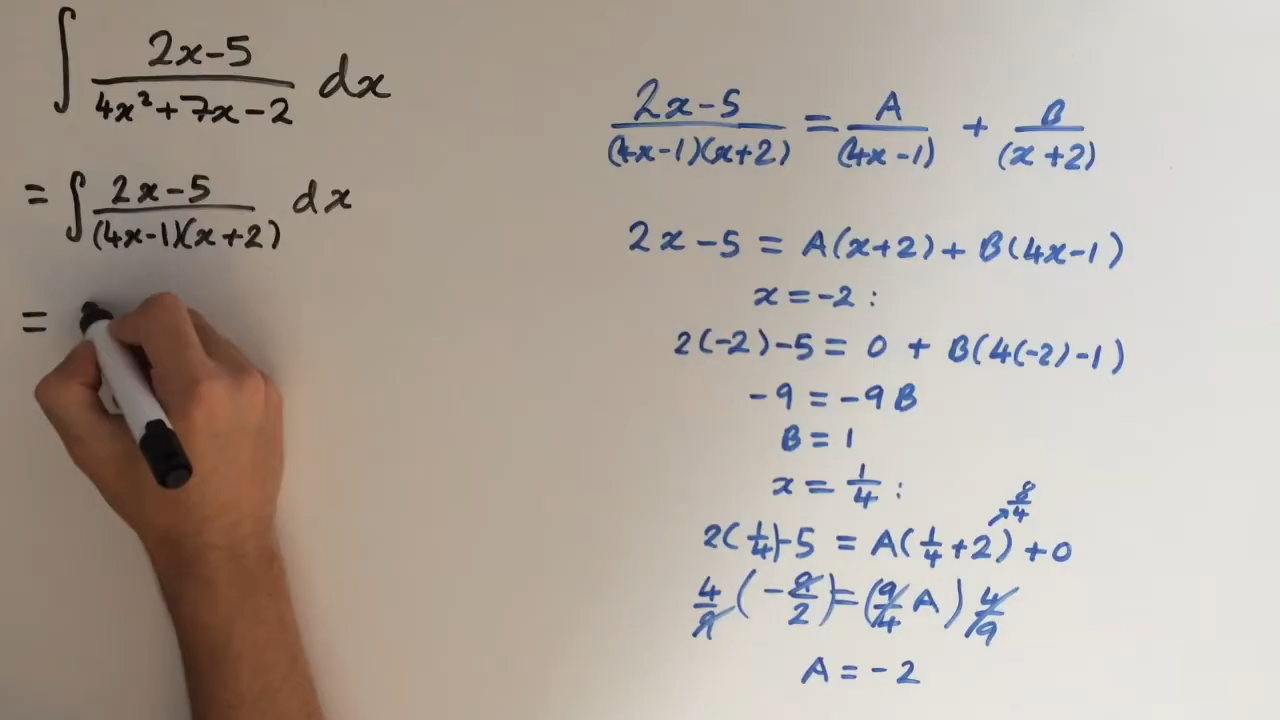 ∫ (2x-5)/(4x²+7x-2) dx
= ∫ (2x-5)/((4x-1)(x+2)) dx
=
(2x-5)/((4x-1)(x+2)) = A/(4x-1) + B/(x+2)
2x-5 = A(x+2) + B(4x-1)
x = -2 :
2(-2)-5 = 0 + B(4(-2)-1)
-9 = -9B
B = 1
x = 1/4 :
8/4
2(1/4)-5 = A(1/4+2) + 0
4/9 (-9/2) = (9/4 A) 4/9
A = -2